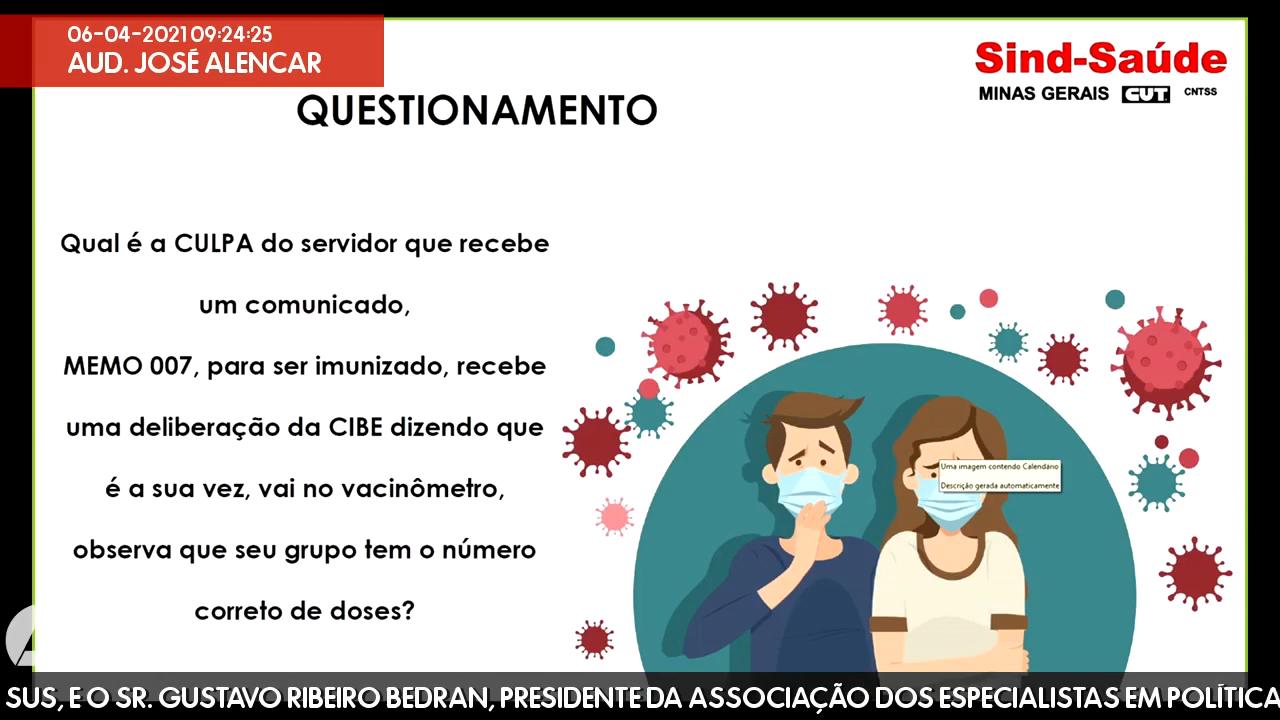 06-04-2021 09:24:25
AUD. JOSÉ ALENCAR
Sind-Saúde
MINAS GERAIS CUT CNTSS
QUESTIONAMENTO
Qual é a CULPA do servidor que recebe
um comunicado,
MEMO 007, para ser imunizado, recebe
uma deliberação da CIBE dizendo que
é a sua vez, vai no vacinômetro,
observa que seu grupo tem o número
correto de doses?
Uma imagem contendo Calendário
Descrição gerada automaticamente
SUS, E O SR. GUSTAVO RIBEIRO BEDRAN, PRESIDENTE DA ASSOCIAÇÃO DOS ESPECIALISTAS EM POLÍTICA